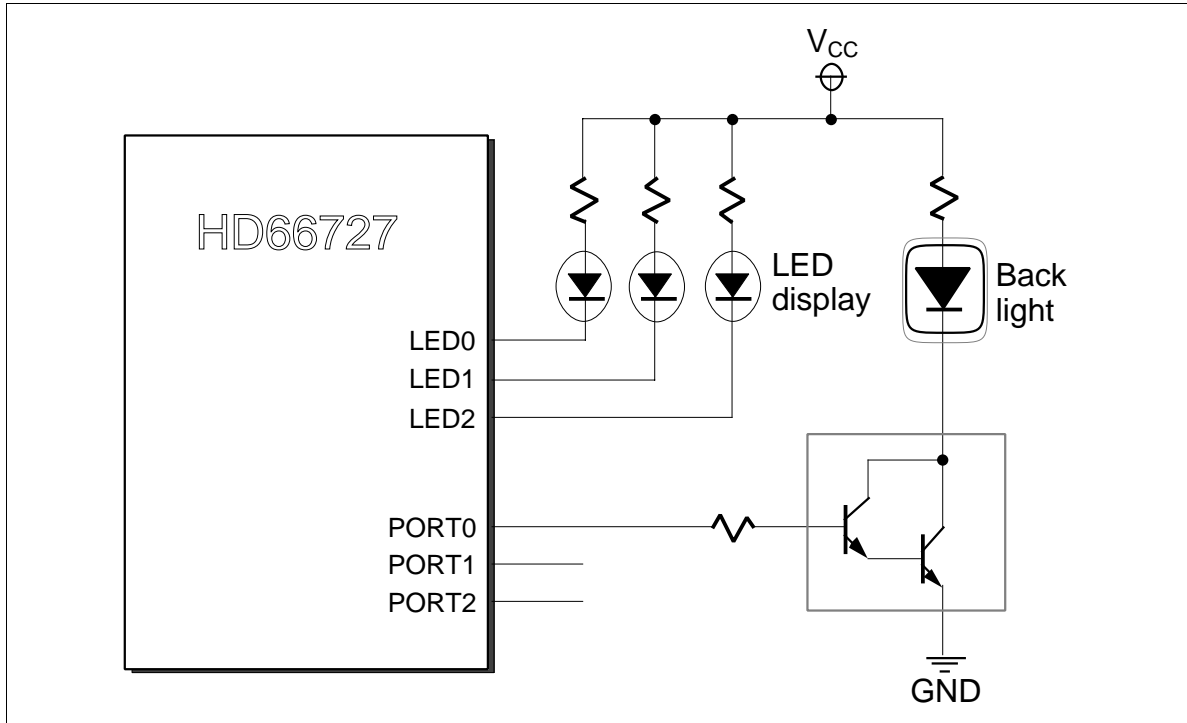 VCC
HD66727
LED
display
Back
light
LED0
LED1
LED2
PORT0
PORT1
PORT2
GND